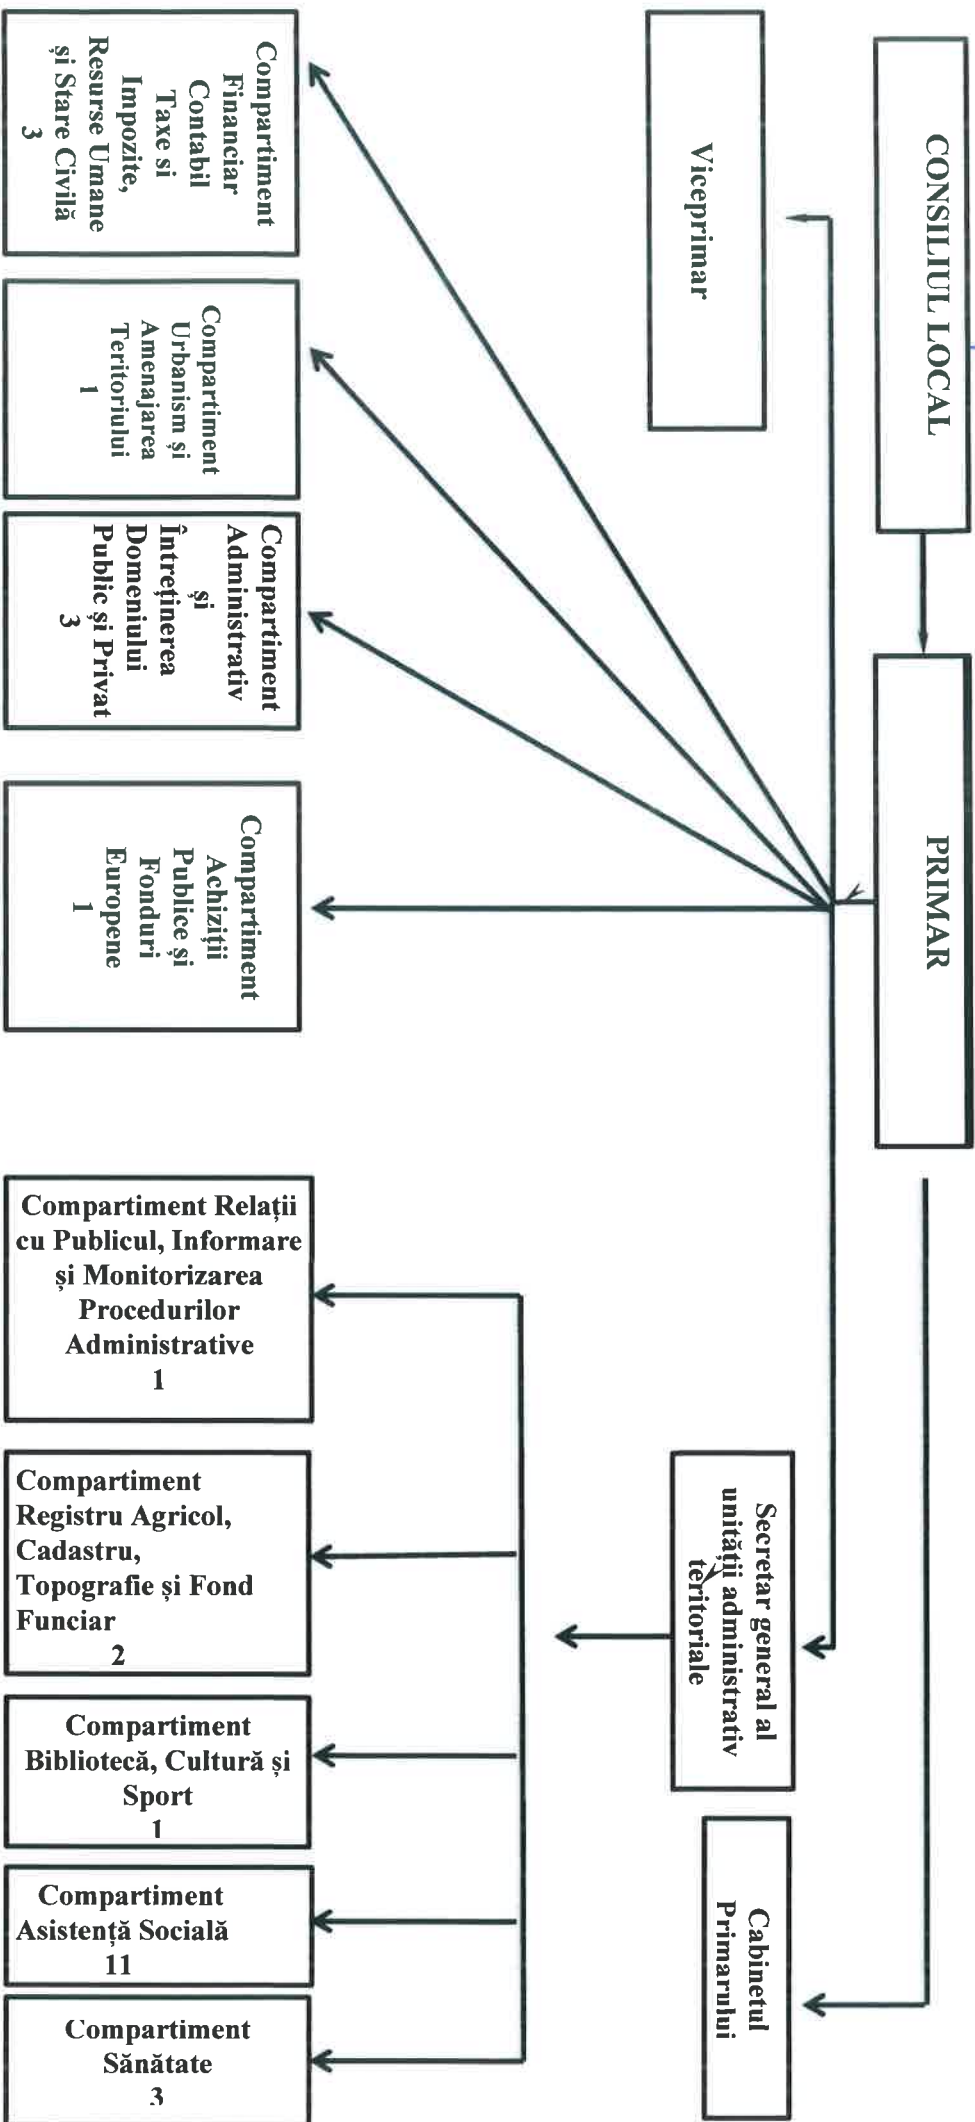 CONSILIUL LOCAL
PRIMAR
Viceprimar
Secretar general al
unității administrativ
teritoriale
Cabinetul
Primarului
Compartiment
Financiar
Contabil
Taxe si
Impozite,
Resurse Umane
și Stare Civilă
3
Compartiment
Urbanism și
Amenajarea
Teritoriului
1
Compartiment
Administrativ
și
Întreținerea
Domeniului
Public și Privat
3
Compartiment
Achiziții
Publice și
Fonduri
Europene
1
Compartiment Relații
cu Publicul, Informare
și Monitorizarea
Procedurilor
Administrative
1
Compartiment
Registru Agricol,
Cadastru,
Topografie și Fond
Funciar
2
Compartiment
Bibliotecă, Cultură și
Sport
1
Compartiment
Asistență Socială
11
Compartiment
Sănătate
3